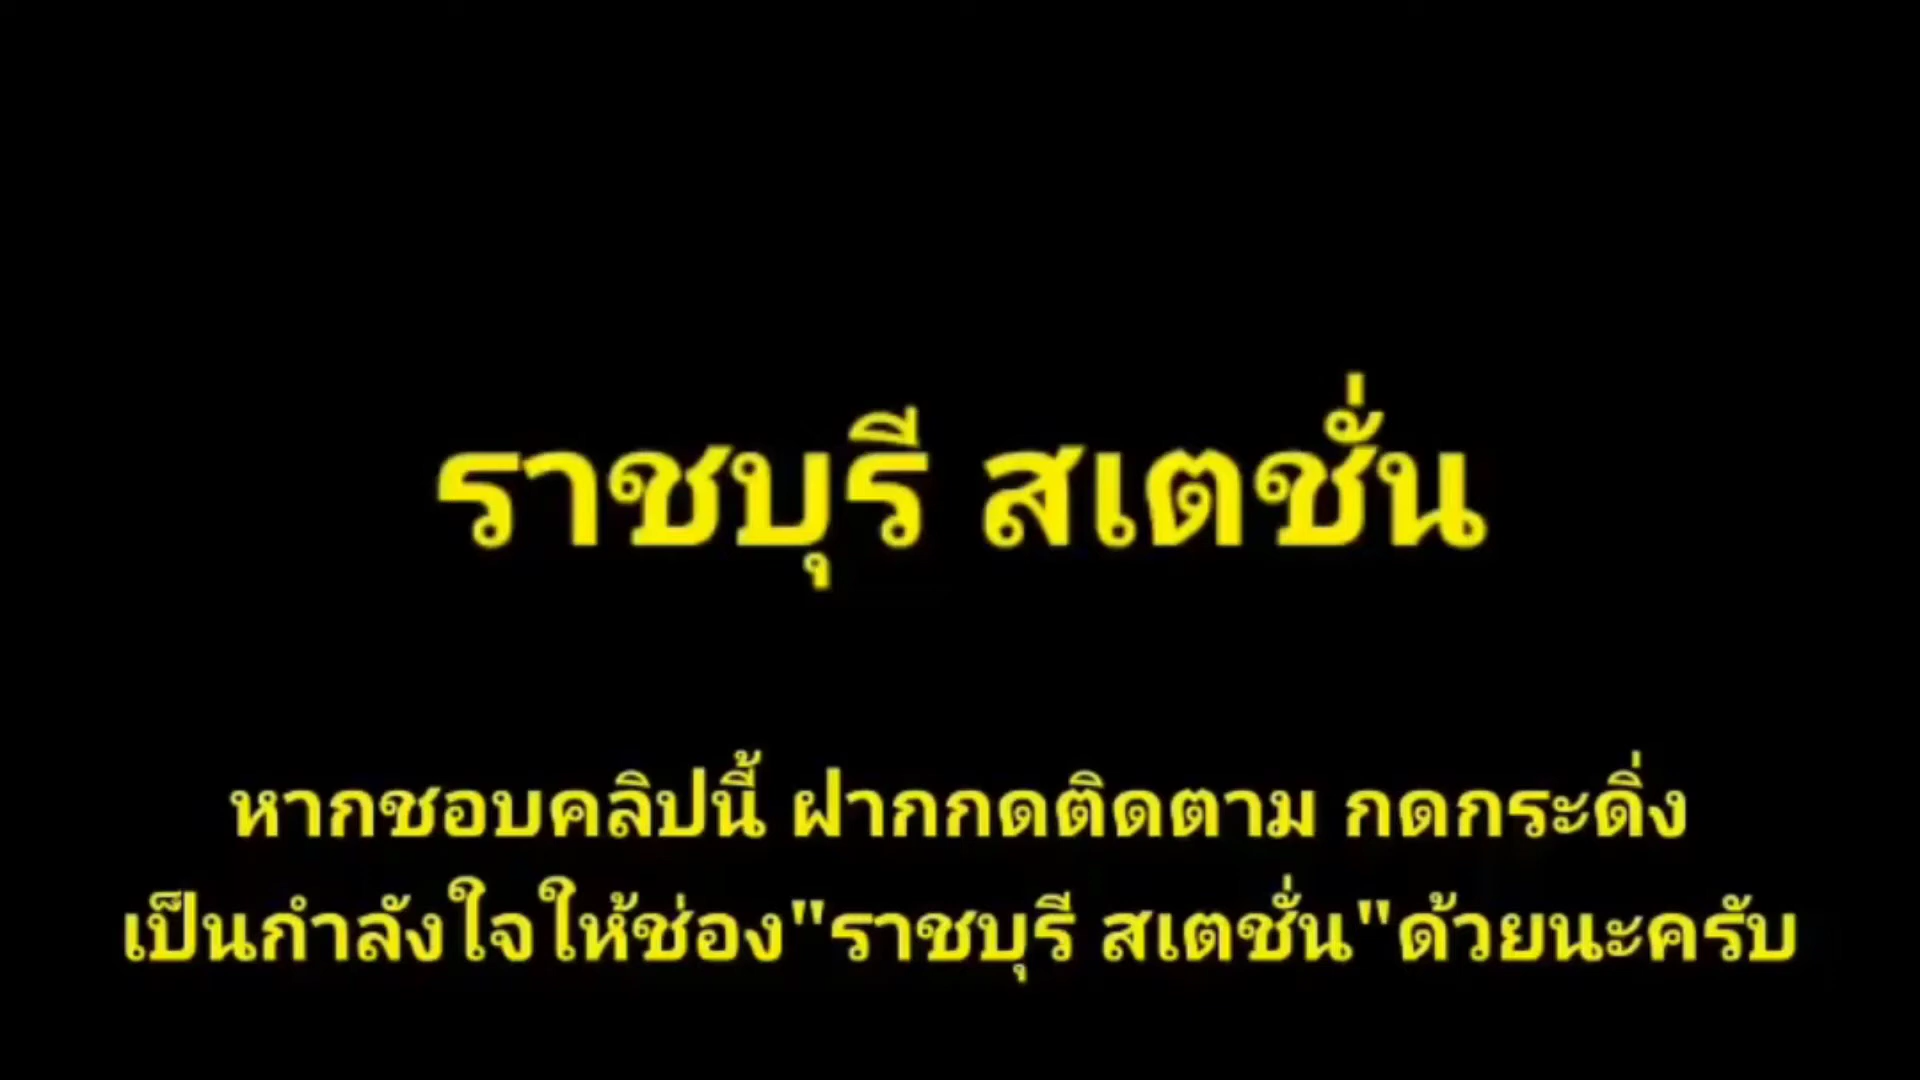 ราชบุรี สเตชั่น
หากชอบคลิปนี้ ฝากกดติดตาม กดกระดิ่ง
เป็นกำลังใจให้ช่อง"ราชบุรี สเตชั่น"ด้วยนะครับ